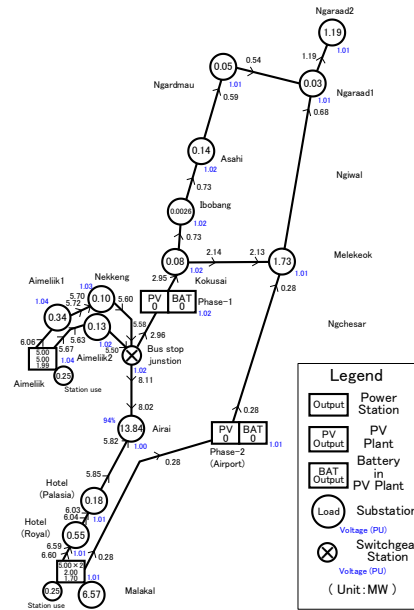 1.19
Ngaraad2
1.01
1.19
0.05
0.54
0.03
Ngardmau
1.01
Ngaraad1
1.01
0.59
0.68
0.14
Asahi
1.02
Ngiwal
0.73
Ibobang
0.0026
1.02
0.73
0.08
2.14
2.13
1.73
Melekeok
Kokusai
1.02
1.01
2.95
0.28
PV
0
BAT
0
Phase-1
1.02
Nekkeng
1.03
5.70
5.72
0.10
5.60
Aimeliik1
1.04
0.34
0.13
5.58
2.96
Ngchesar
6.06
5.63
Aimeliik2
1.02
5.50
Bus stop
junstion
1.02
5.00
5.00
1.99
5.67
1.04
Aimeliik
0.25
Station use
8.11
8.02
94%
13.84
Airai
1.00
5.82
0.28
PV
0
BAT
0
1.01
Phase-2
(Airport)
0.28
5.85
Hotel
(Palasia)
0.18
1.01
6.03
6.04
Hotel
(Royal)
0.55
1.01
6.59
6.60
0.28
5.00×2
2.00
1.70
1.01
0.25
Station use
6.57
Malakal
Legend
Output
Power
Station
PV
Output
PV
Plant
BAT
Output
Battery
in
PV Plant
Load
Substation
Voltage (PU)
Switchgear
Station
Voltage (PU)
( Unit:MW )